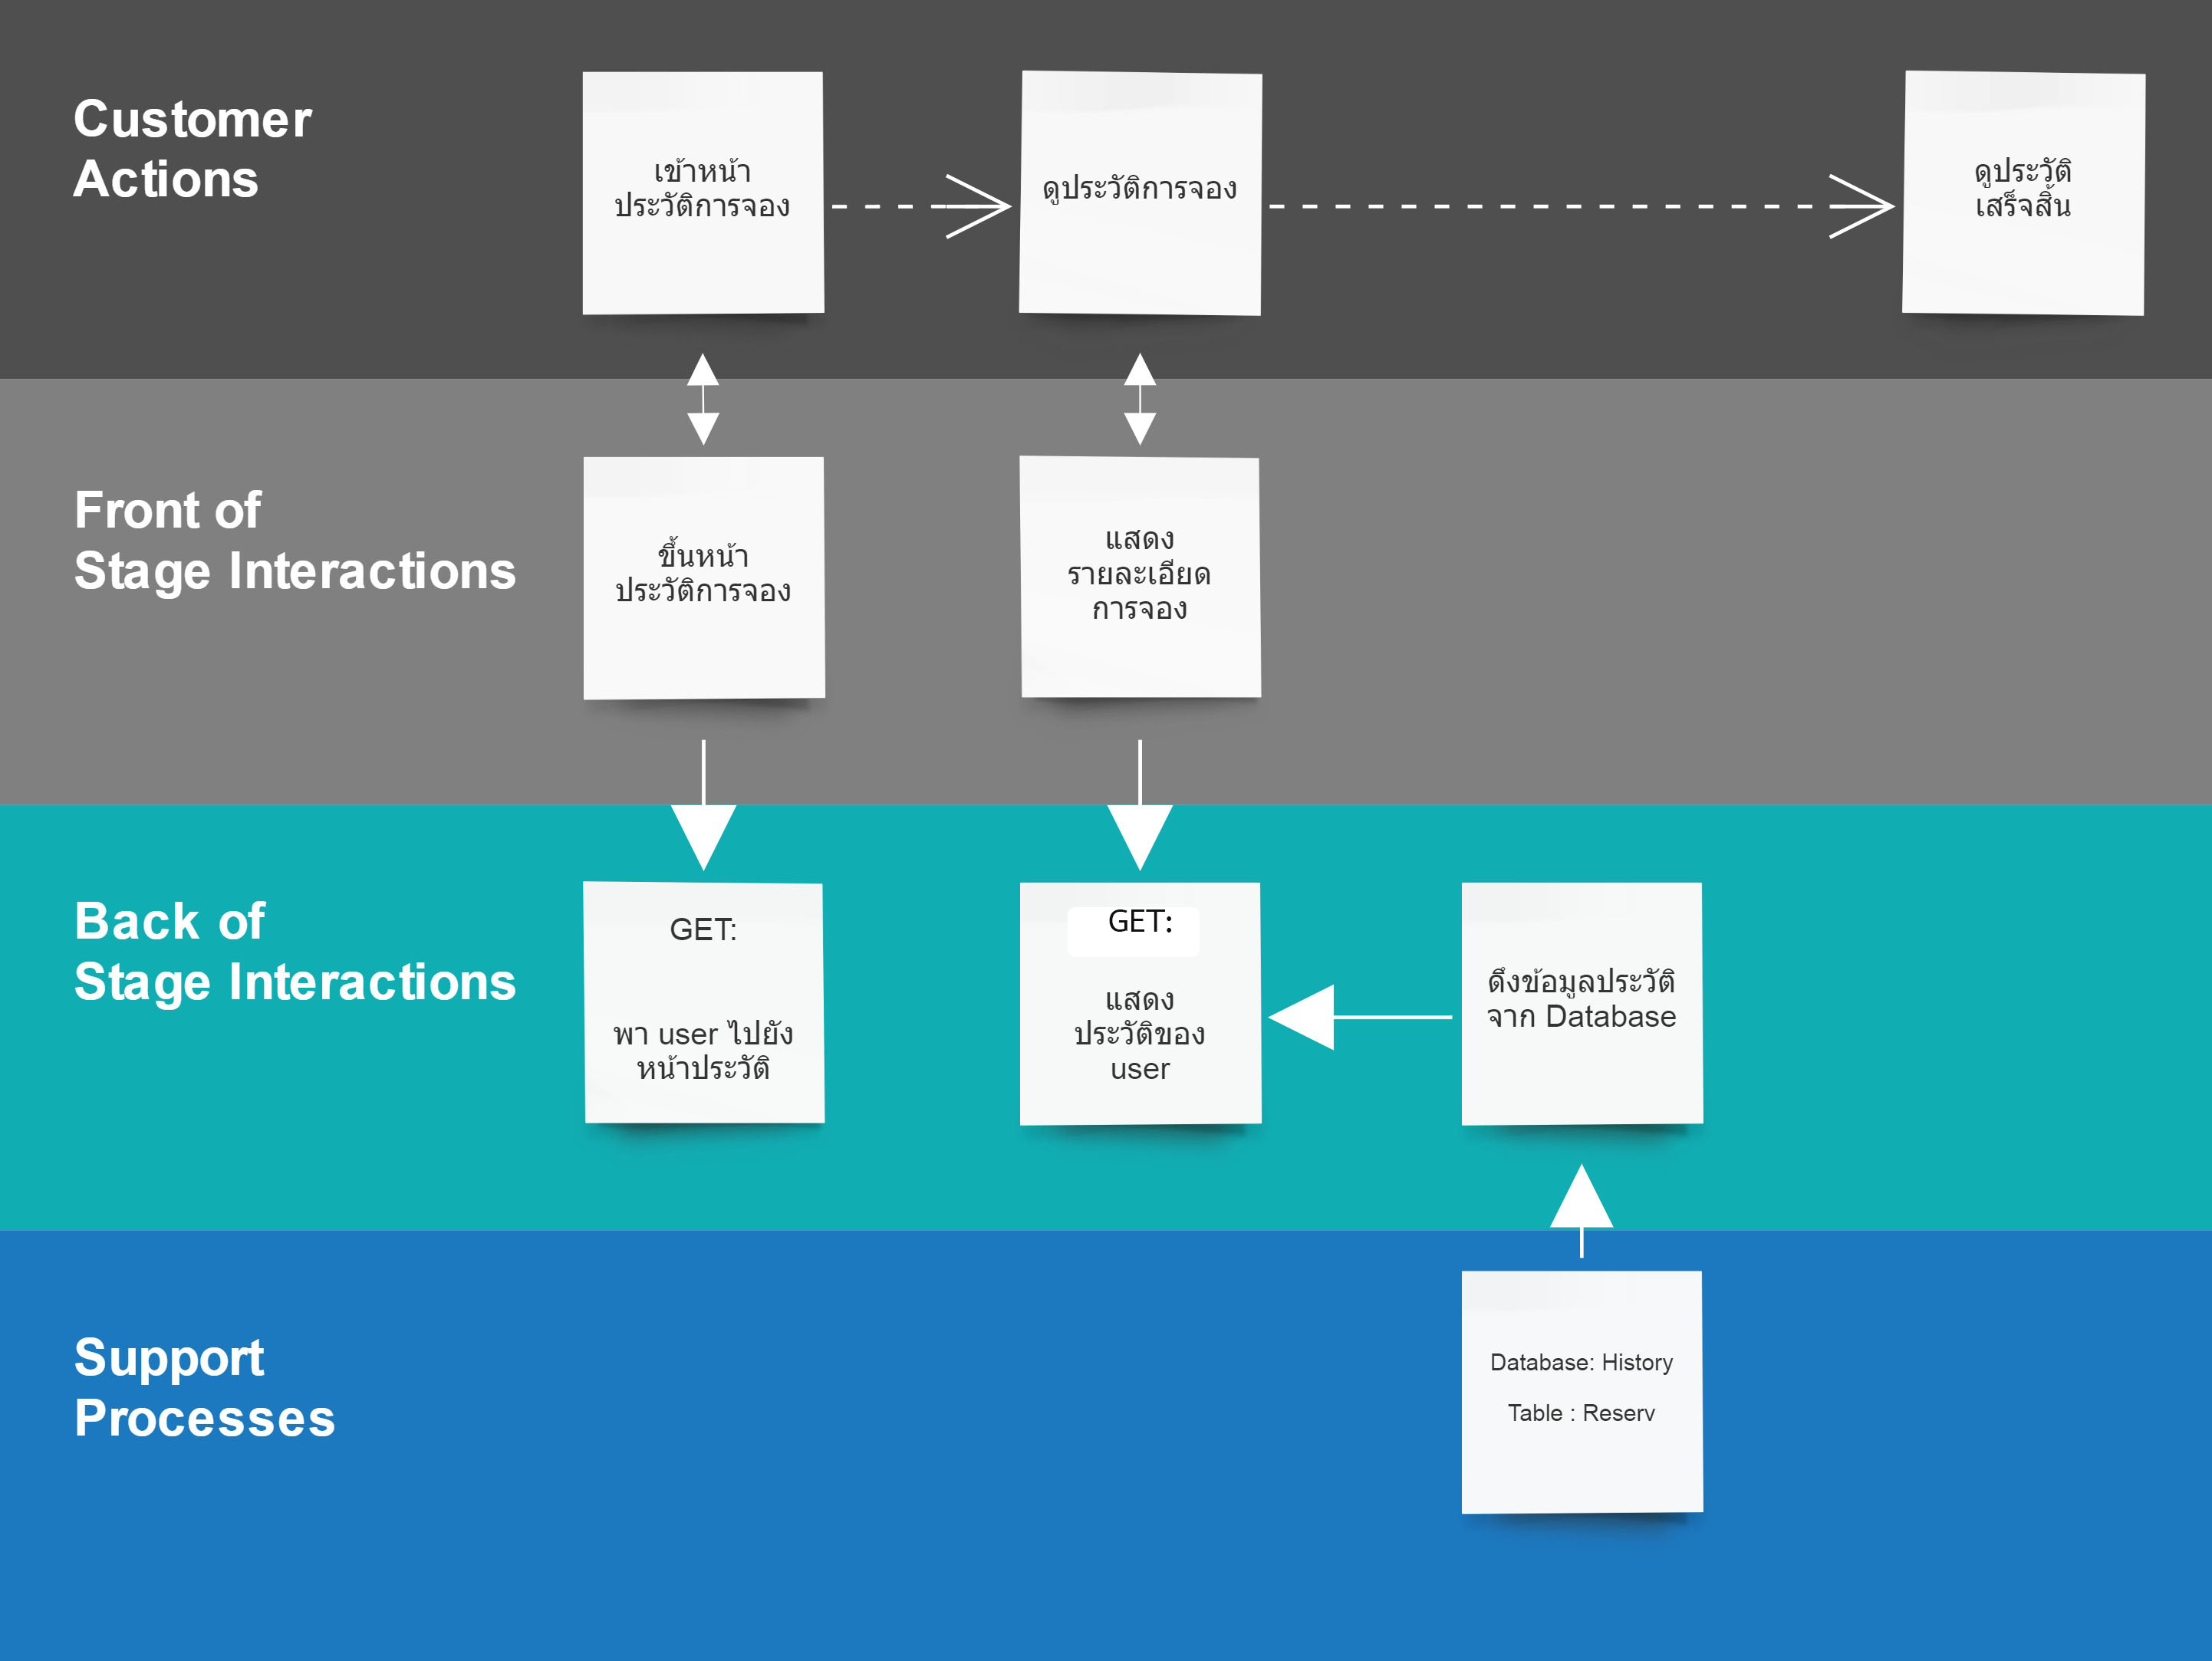 Customer
Actions
เข้าหน้า
ประวัติการจอง
ดูประวัติการจอง
ดูประวัติ
เสร็จสิ้น
Front of
Stage Interactions
ขึ้นหน้า
ประวัติการจอง
แสดง
รายละเอียด
การจอง
Back of
Stage Interactions
GET:
พา user ไปยัง
หน้าประวัติ
GET:
แสดง
ประวัติของ
user
ดึงข้อมูลประวัติ
จาก Database
Support
Processes
Database: History
Table : Reserv